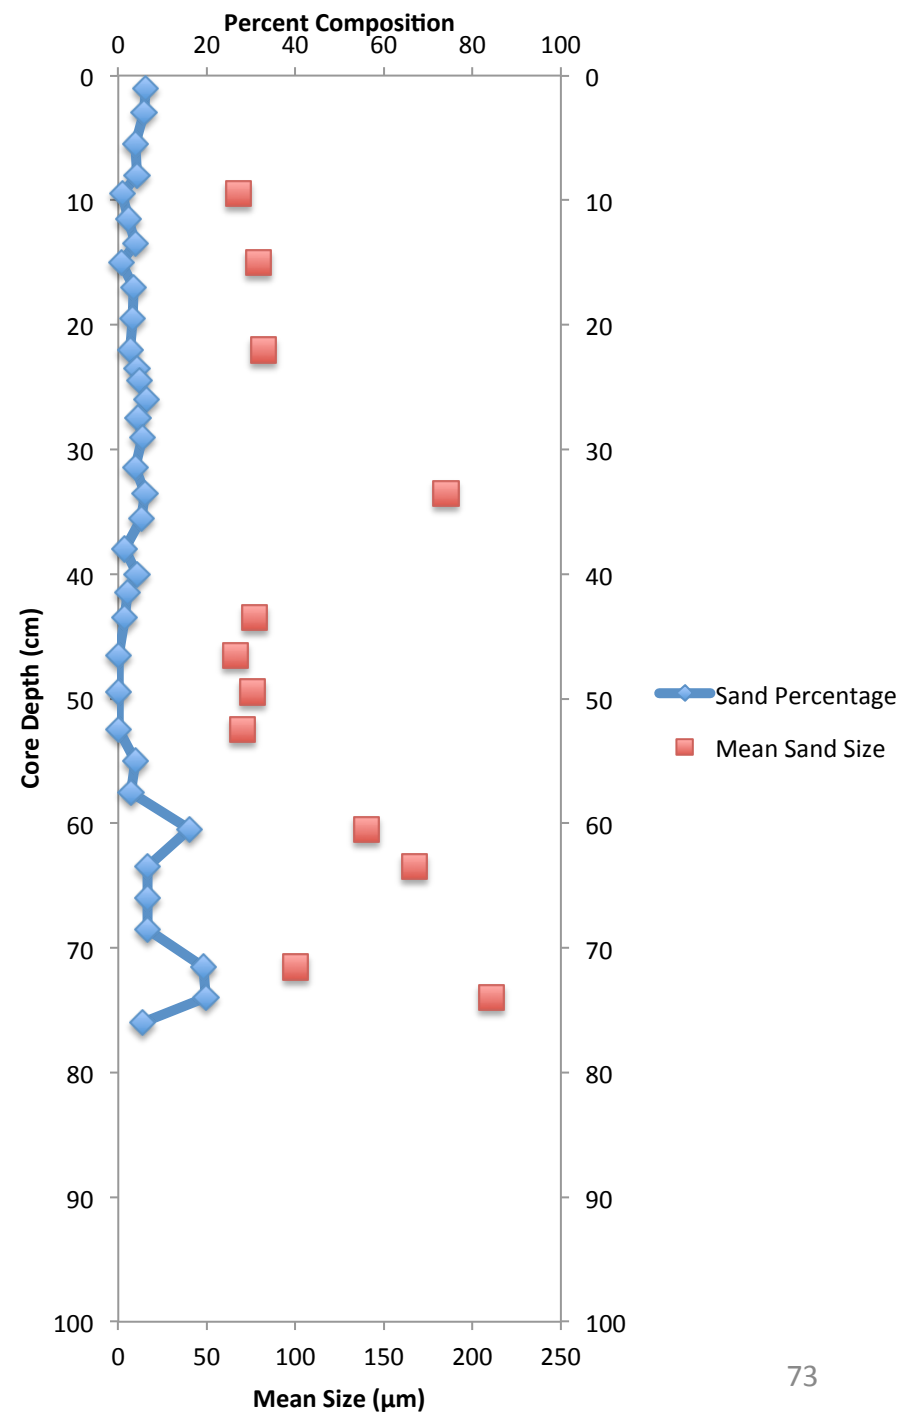 Percent Composition
0 20 40 60 80 100
0 0
10 10
20 20
30 30
40 40
50 50
60 60
70 70
80 80
90 90
100 100
Core Depth (cm)
Sand Percentage
Mean Sand Size
0 50 100 150 200 250
Mean Size (μm)
73